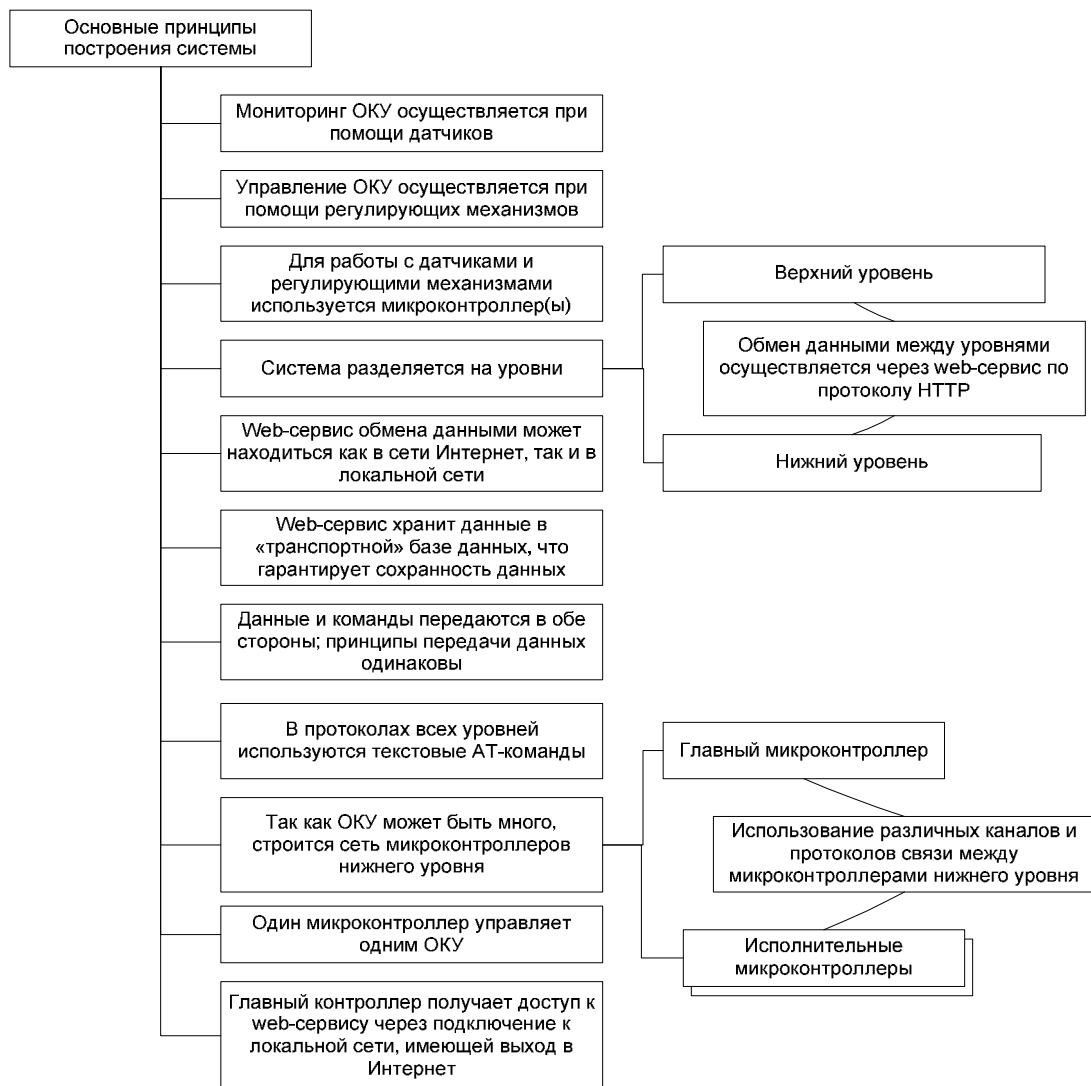 Основные принципы
построения системы
Мониторинг ОКУ осуществляется при
помощи датчиков
Управление ОКУ осуществляется при
помощи регулирующих механизмов
Для работы с датчиками и
регулирующими механизмами
используется микроконтроллер(ы)
Система разделяется на уровни
Верхний уровень
Обмен данными между уровнями
осуществляется через web-сервис по
протоколу HTTP
Нижний уровень
Web-сервис обмена данными может
находиться как в сети Интернет, так и в
локальной сети
Web-сервис хранит данные в
«транспортной» базе данных, что
гарантирует сохранность данных
Данные и команды передаются в обе
стороны; принципы передачи данных
одинаковы
В протоколах всех уровней
используются текстовые АТ-команды
Так как ОКУ может быть много,
строится сеть микроконтроллеров
нижнего уровня
Главный микроконтроллер
Использование различных каналов и
протоколов связи между
микроконтроллерами нижнего уровня
Исполнительные
микроконтроллеры
Один микроконтроллер управляет
одним ОКУ
Главный контроллер получает доступ к
web-сервису через подключение к
локальной сети, имеющей выход в
Интернет